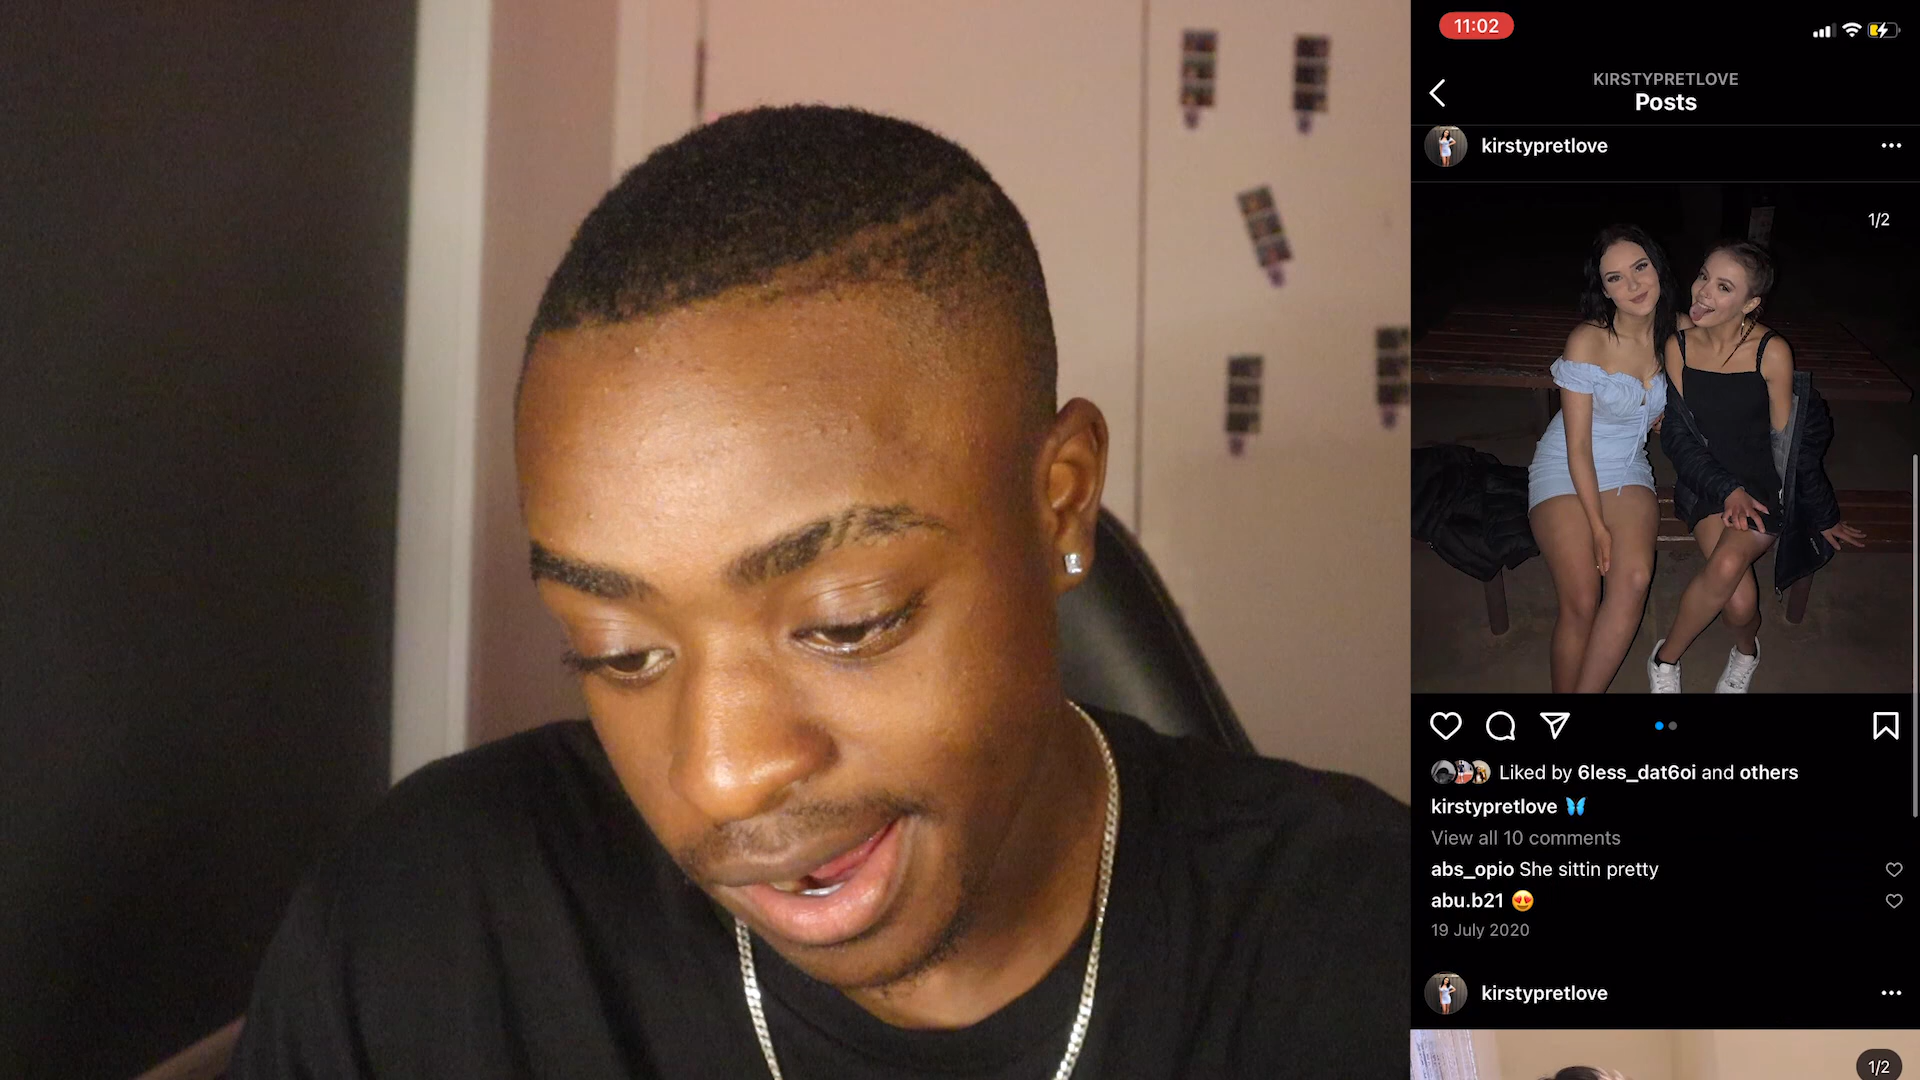 11:02
KIRSTYPRETLOVE
Posts
kirstypretlove
1/2
Liked by 6less_dat6oi and others
kirstypretlove 🦋
View all 10 comments
abs_opio She sittin pretty
abu.b21 😍
19 July 2020
kirstypretlove
1/2